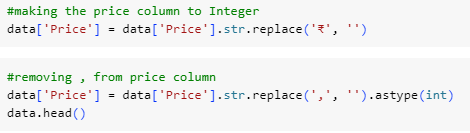 #making the price column to Integer
data['Price'] = data['Price'].str.replace('₹', '')
#removing , from price column
data['Price'] = data['Price'].str.replace(',', '').astype(int)
data.head()